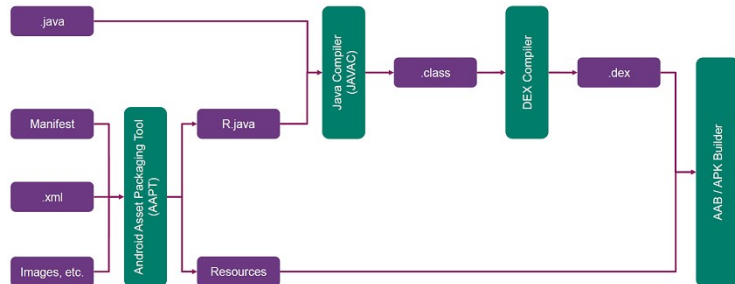 .java
Java Compiler
(JAVAC)
.class
DEX Compiler
.dex
Manifest
R.java
.xml
Android Asset Packaging Tool
(AAPT)
AAB / APK Builder
Images, etc.
Resources